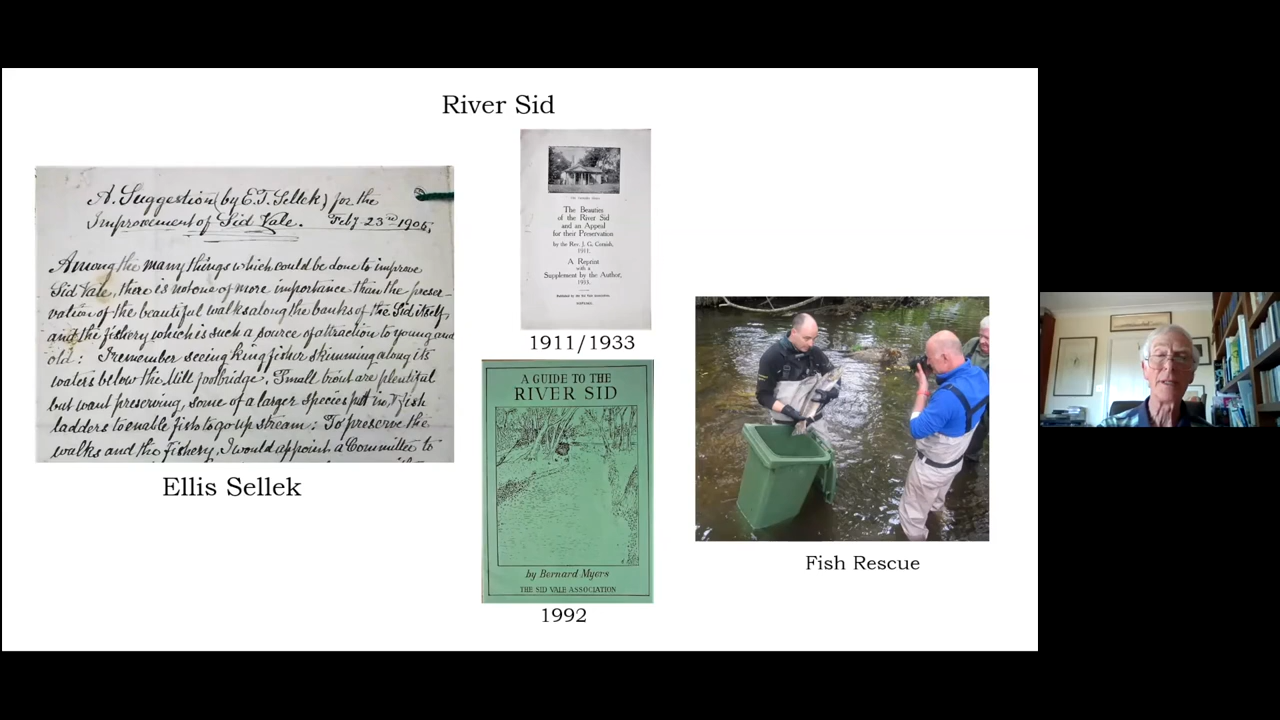 River Sid
A Suggestion (by E.T. Sellek) for the
Improvement of Sid Vale. Feby 23rd 1905.
Among the many things which could be done to improve
Sid Vale, there is not one of more importance than the preser-
vation of the beautiful walks along the banks of the Sid itself,
and the fishery which is such a source of attraction to young and
old: I remember seeing king fisher skimming along its
waters below the Mill footbridge. Small trout are plentiful
but want preserving, some of a larger species put in, & fish
ladders to enable fish to go up stream: To preserve the
walks and the fishery, I would appoint a Committee to
Ellis Sellek
The Beauties
of the River Sid
and an Appeal
for their Preservation
by the Rev. J. G. Cornish,
1911.
A Reprint
with a
Supplement by the Author,
1933.
1911/1933
A GUIDE TO THE
RIVER SID
by Bernard Myers
THE SID VALE ASSOCIATION
1992
Fish Rescue